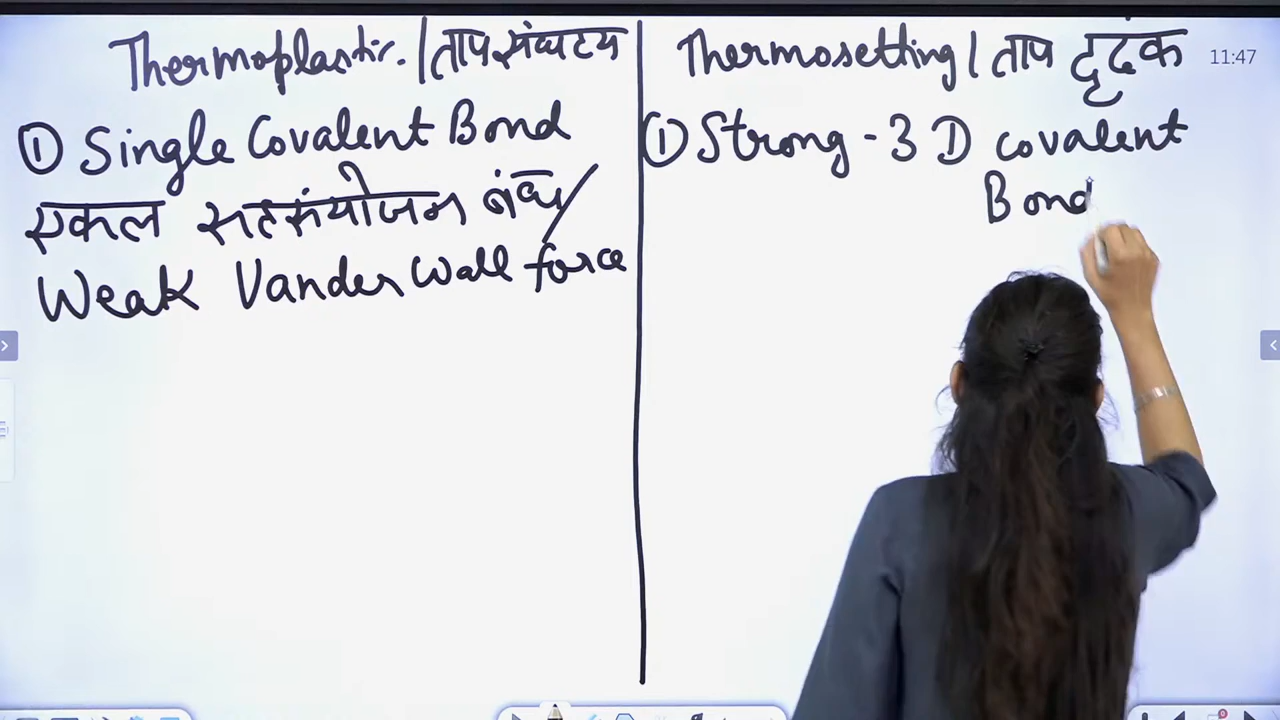 Thermoplastic. | ताप संघटय
① Single Covalent Bond
एकल सहसंयोजन बंध /
Weak Vander Wall force
Thermosetting | ताप दृढक
11:47
① Strong - 3 D covalent
Bond